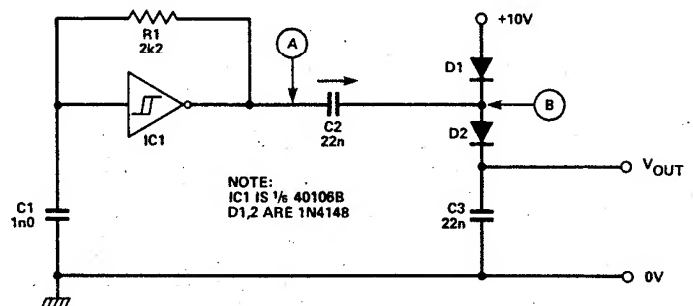 R1
2k2
A
+10V
D1
B
IC1
C2
22n
D2
VOUT
NOTE:
IC1 IS 1/6 40106B
D1,2 ARE 1N4148
C1
1n0
C3
22n
0V